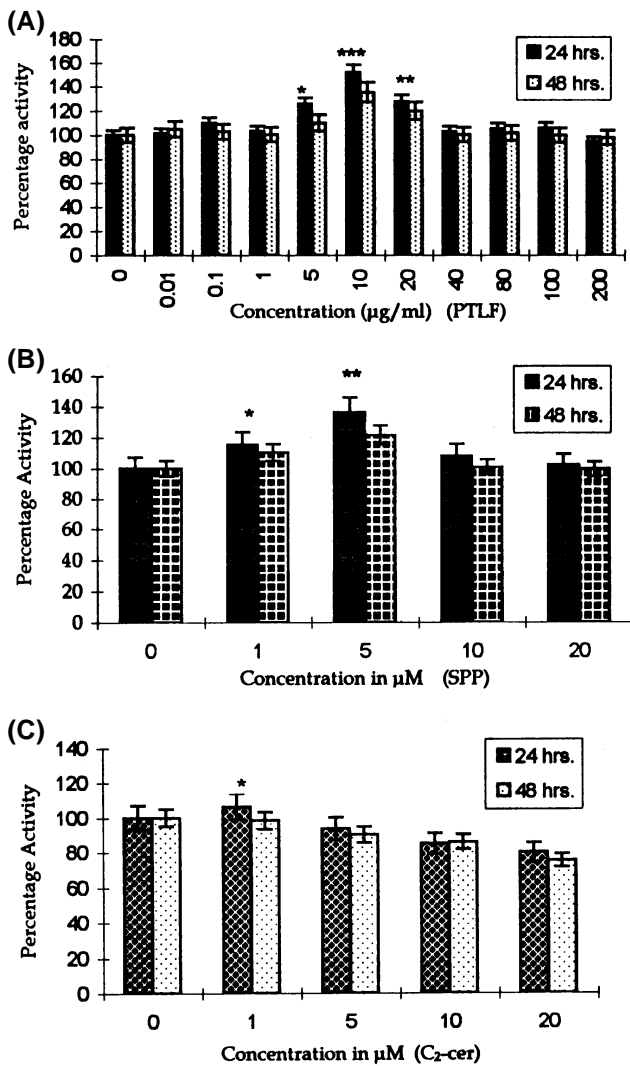 (A)
180
160
140
120
100
80
60
40
20
0
Percentage activity
* *** **
24 hrs.
48 hrs.
0 0.01 0.1 1 5 10 20 40 80 100 200
Concentration (µg/ml) (PTLF)
(B)
160
140
120
100
80
60
40
20
0
Percentage Activity
* **
24 hrs.
48 hrs.
0 1 5 10 20
Concentration in µM (SPP)
(C)
140
120
100
80
60
40
20
0
Percentage Activity
*
24 hrs.
48 hrs.
0 1 5 10 20
Concentration in µM (C₂-cer)